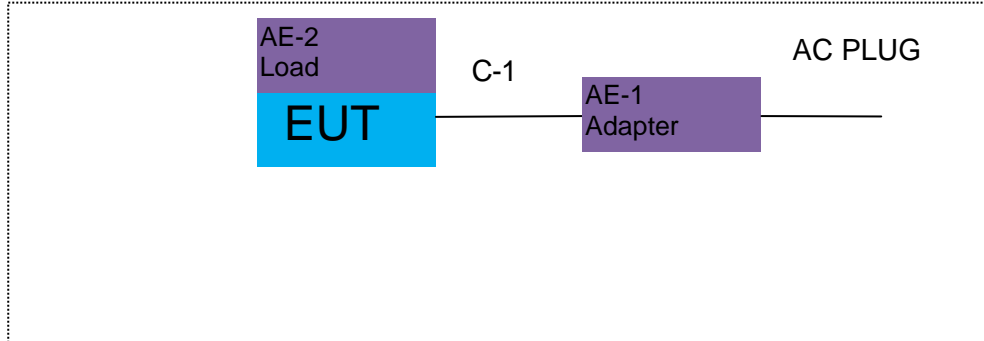 AE-2
Load
EUT
C-1
AE-1
Adapter
AC PLUG